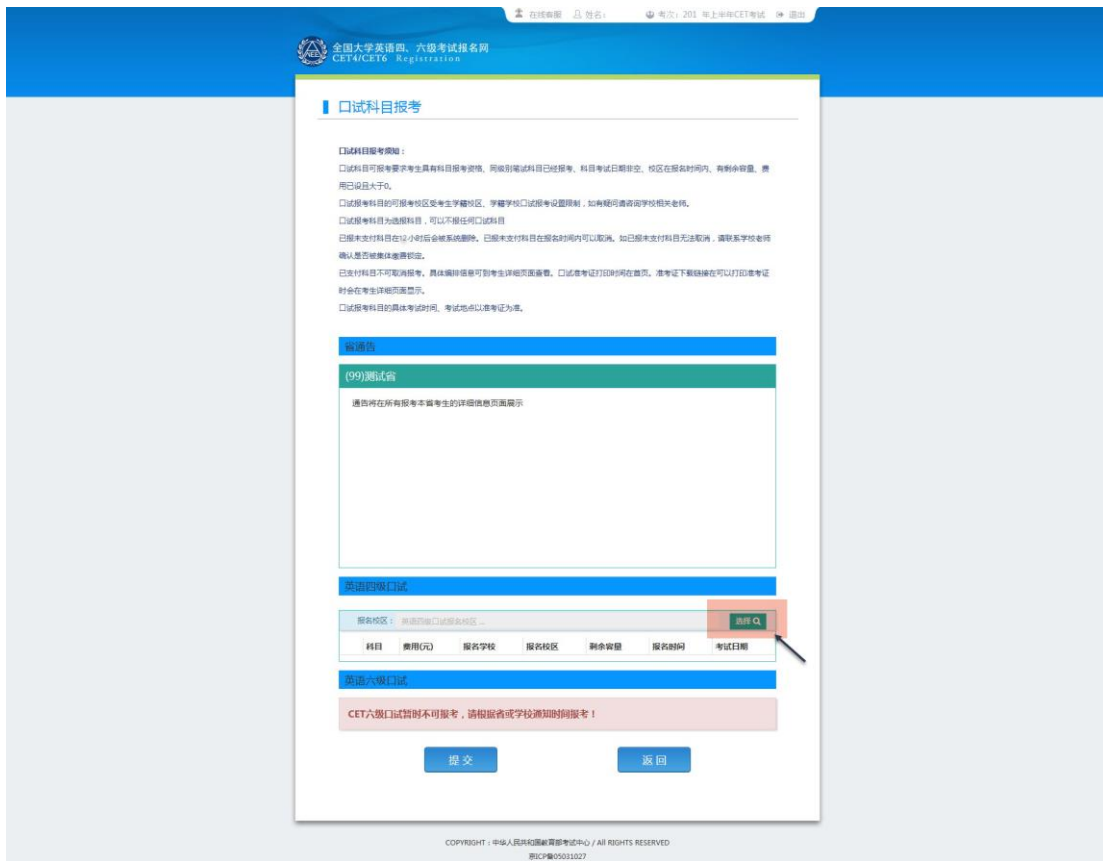 在线客服 姓名： 考次：201 年上半年CET考试 退出
全国大学英语四、六级考试报名网
CET4/CET6 Registration
口试科目报考
口试科目报考须知：
口试科目可报考要求考生具有科目报考资格、同级别笔试科目已经报考、科目考试日期非空、校区在报名时间内、有剩余容量、费
用已设且大于0。
口试报考科目的可报考校区受考生学籍校区、学籍学校口试报考设置限制，如有疑问请咨询学校相关老师。
口试报考科目为选报科目，可以不报任何口试科目
已报未支付科目在12小时后会被系统删除。已报未支付科目在报名时间内可以取消。如已报未支付科目无法取消，请联系学校老师
确认是否被集体缴费锁定。
已支付科目不可取消报考。具体编排信息可到考生详细页面查看。口试准考证打印时间在首页。准考证下载链接在可以打印准考证
时会在考生详细页面显示。
口试报考科目的具体考试时间、考试地点以准考证为准。
省通告
(99)测试省
通告将在所有报考本省考生的详细信息页面展示
英语四级口试
报名校区： 英语四级口试报名校区 ... 选择
科目 费用(元) 报名学校 报名校区 剩余容量 报名时间 考试日期
英语六级口试
CET六级口试暂时不可报考，请根据省或学校通知时间报考！
提 交 返 回
COPYRIGHT：中华人民共和国教育部考试中心 / All RIGHTS RESERVED
京ICP备05031027